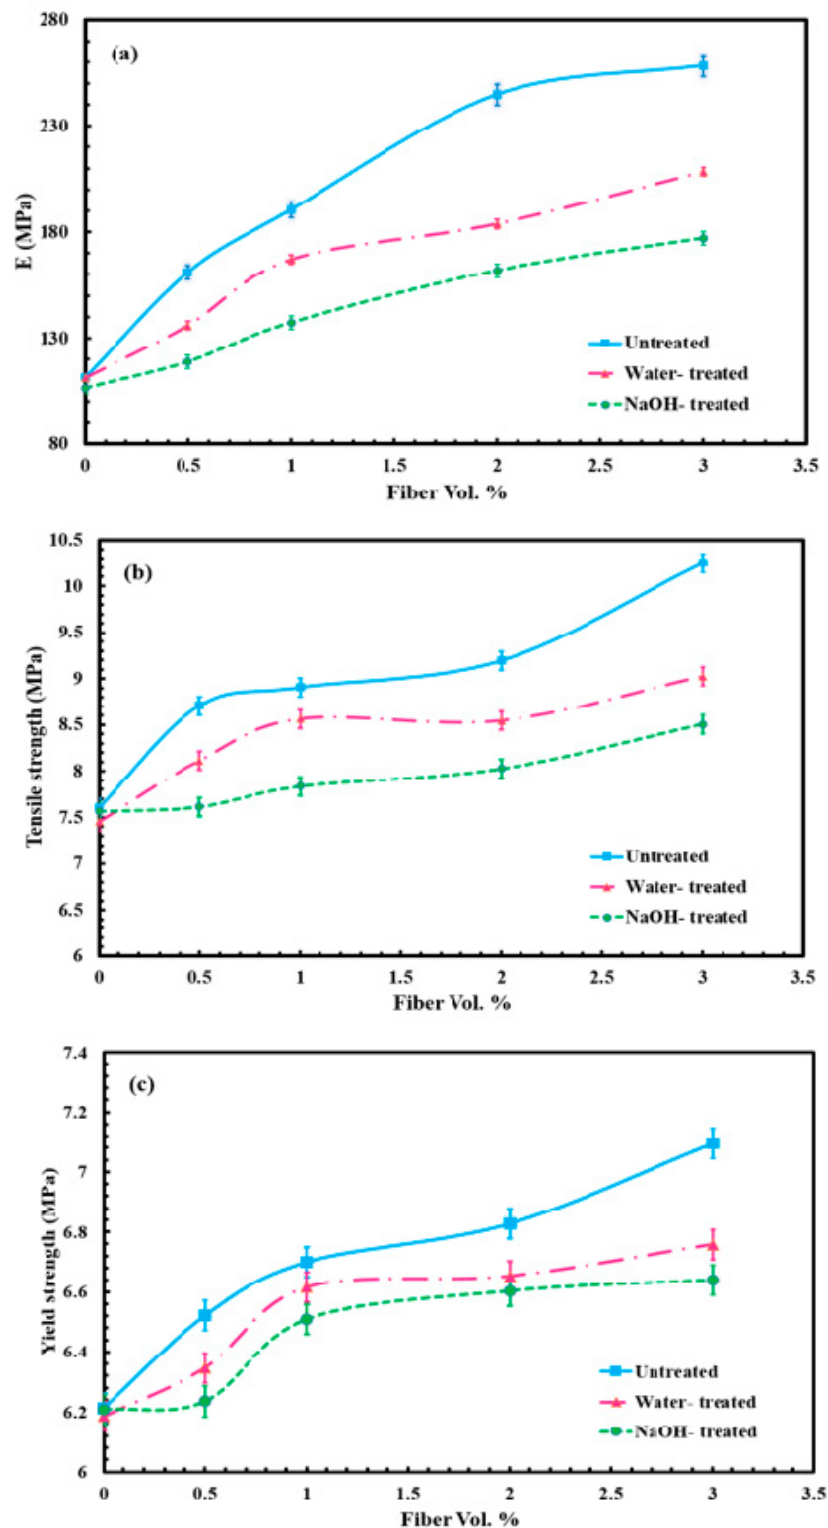 280
(a)
230
180
130
80
E (MPa)
Untreated
Water- treated
NaOH- treated
0 0.5 1 1.5 2 2.5 3 3.5
Fiber Vol. %
10.5
(b)
10
9.5
9
8.5
8
7.5
7
6.5
6
Tensile strength (MPa)
Untreated
Water- treated
NaOH- treated
0 0.5 1 1.5 2 2.5 3 3.5
Fiber Vol. %
7.4
(c)
7.2
7
6.8
6.6
6.4
6.2
6
Yield strength (MPa)
Untreated
Water- treated
NaOH- treated
0 0.5 1 1.5 2 2.5 3 3.5
Fiber Vol. %